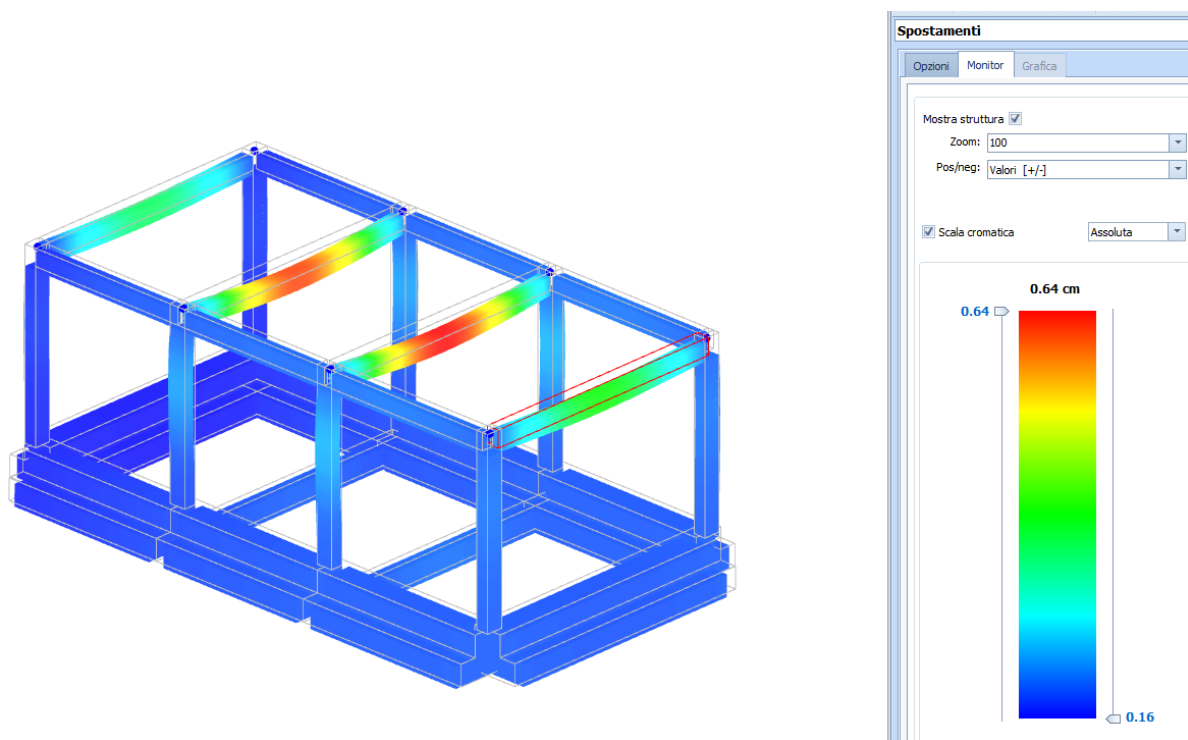 Spostamenti
Opzioni Monitor Grafica
Mostra struttura
Zoom: 100
Pos/neg: Valori [+/-]
Scala cromatica Assoluta
0.64 cm
0.64
0.16